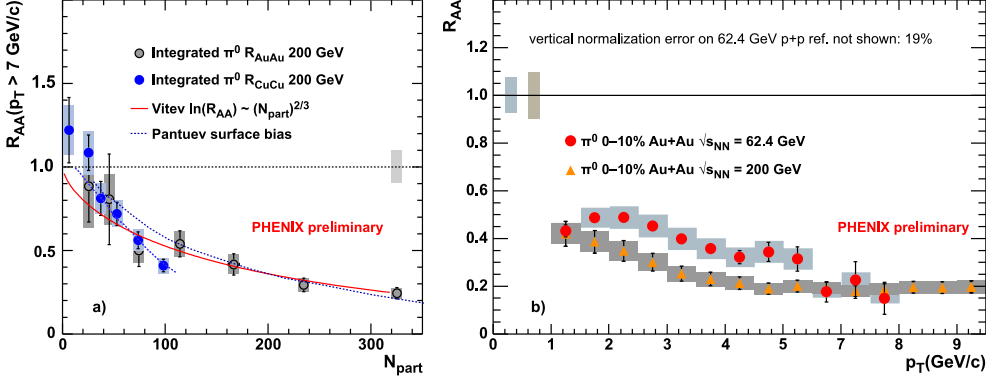 R_AA(p_T > 7 GeV/c)
2.0
1.5
1.0
0.5
0.0
Integrated π⁰ R_AuAu 200 GeV
Integrated π⁰ R_CuCu 200 GeV
Vitev ln(R_AA) ~ (N_part)^2/3
Pantuev surface bias
PHENIX preliminary
a)
0
100
200
300
N_part
R_AA
1.2
1.0
0.8
0.6
0.4
0.2
0
vertical normalization error on 62.4 GeV p+p ref. not shown: 19%
π⁰ 0–10% Au+Au √s_NN = 62.4 GeV
π⁰ 0–10% Au+Au √s_NN = 200 GeV
PHENIX preliminary
b)
0
1
2
3
4
5
6
7
8
9
p_T(GeV/c)